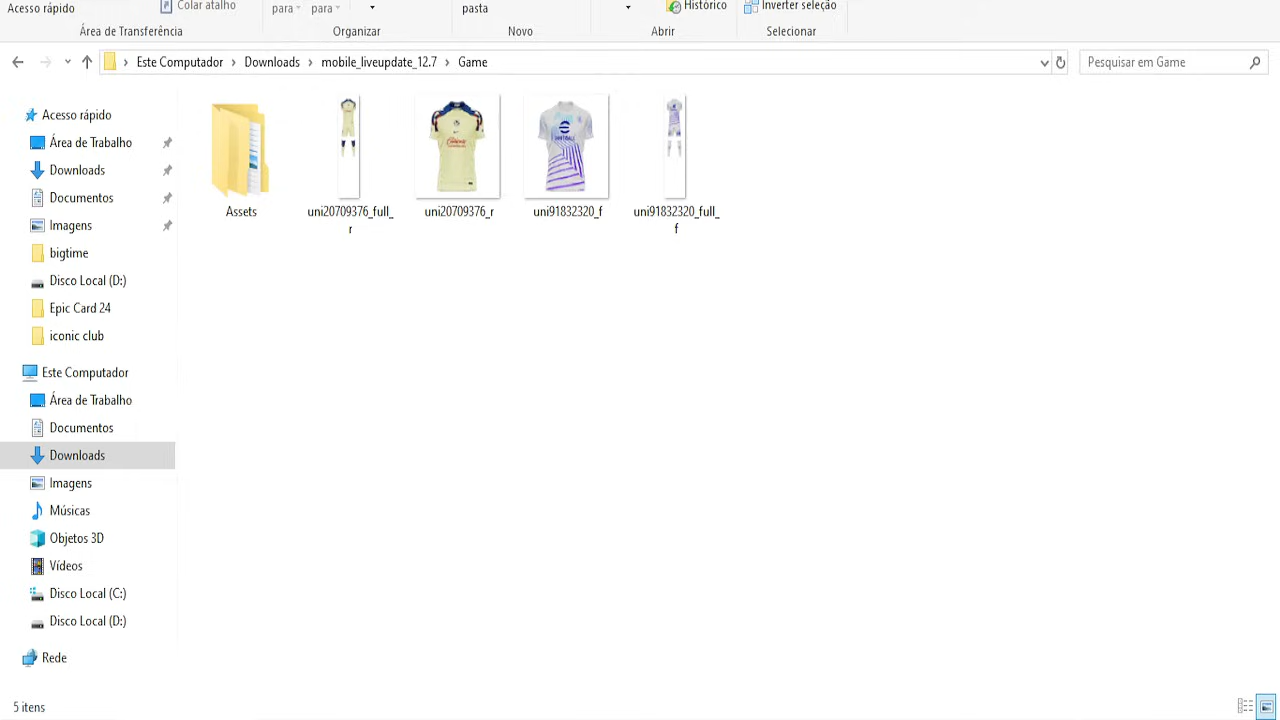 Acesso rápido
Colar atalho
para
para
pasta
Histórico
Inverter seleção
Área de Transferência
Organizar
Novo
Abrir
Selecionar
Este Computador > Downloads > mobile_liveupdate_12.7 > Game
Pesquisar em Game
Acesso rápido
Área de Trabalho
Downloads
Documentos
Imagens
bigtime
Disco Local (D:)
Epic Card 24
iconic club
Este Computador
Área de Trabalho
Documentos
Downloads
Imagens
Músicas
Objetos 3D
Vídeos
Disco Local (C:)
Disco Local (D:)
Rede
Assets
uni20709376_full_
r
uni20709376_r
uni91832320_f
uni91832320_full_
f
5 itens